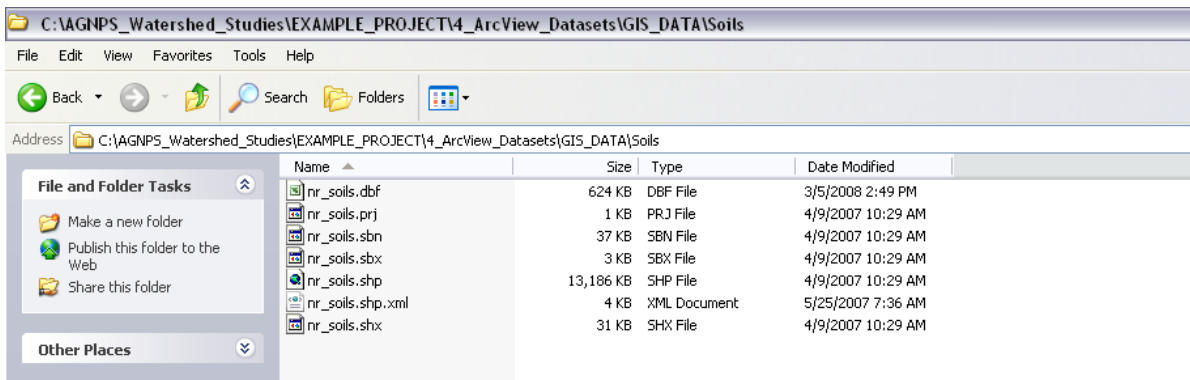 C:\AGNPS_Watershed_Studies\EXAMPLE_PROJECT\4_ArcView_Datasets\GIS_DATA\Soils
File Edit View Favorites Tools Help
Back Search Folders
Address C:\AGNPS_Watershed_Studies\EXAMPLE_PROJECT\4_ArcView_Datasets\GIS_DATA\Soils
File and Folder Tasks
Make a new folder
Publish this folder to the
Web
Share this folder
Other Places
Name Size Type Date Modified
nr_soils.dbf 624 KB DBF File 3/5/2008 2:49 PM
nr_soils.prj 1 KB PRJ File 4/9/2007 10:29 AM
nr_soils.sbn 37 KB SBN File 4/9/2007 10:29 AM
nr_soils.sbx 3 KB SBX File 4/9/2007 10:29 AM
nr_soils.shp 13,186 KB SHP File 4/9/2007 10:29 AM
nr_soils.shp.xml 4 KB XML Document 5/25/2007 7:36 AM
nr_soils.shx 31 KB SHX File 4/9/2007 10:29 AM